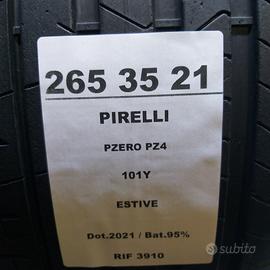 265 35 21
PIRELLI
PZERO PZ4
101Y
ESTIVE
Dot.2021 / Bat.95%
RIF 3910
subito